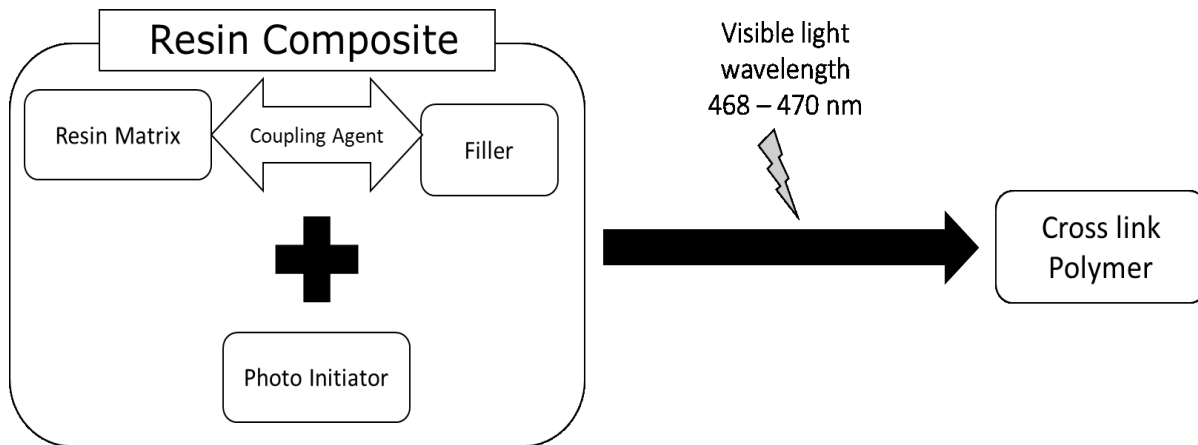 Resin Composite
Visible light
wavelength
468 – 470 nm
Resin Matrix
Coupling Agent
Filler
Photo Initiator
Cross link
Polymer